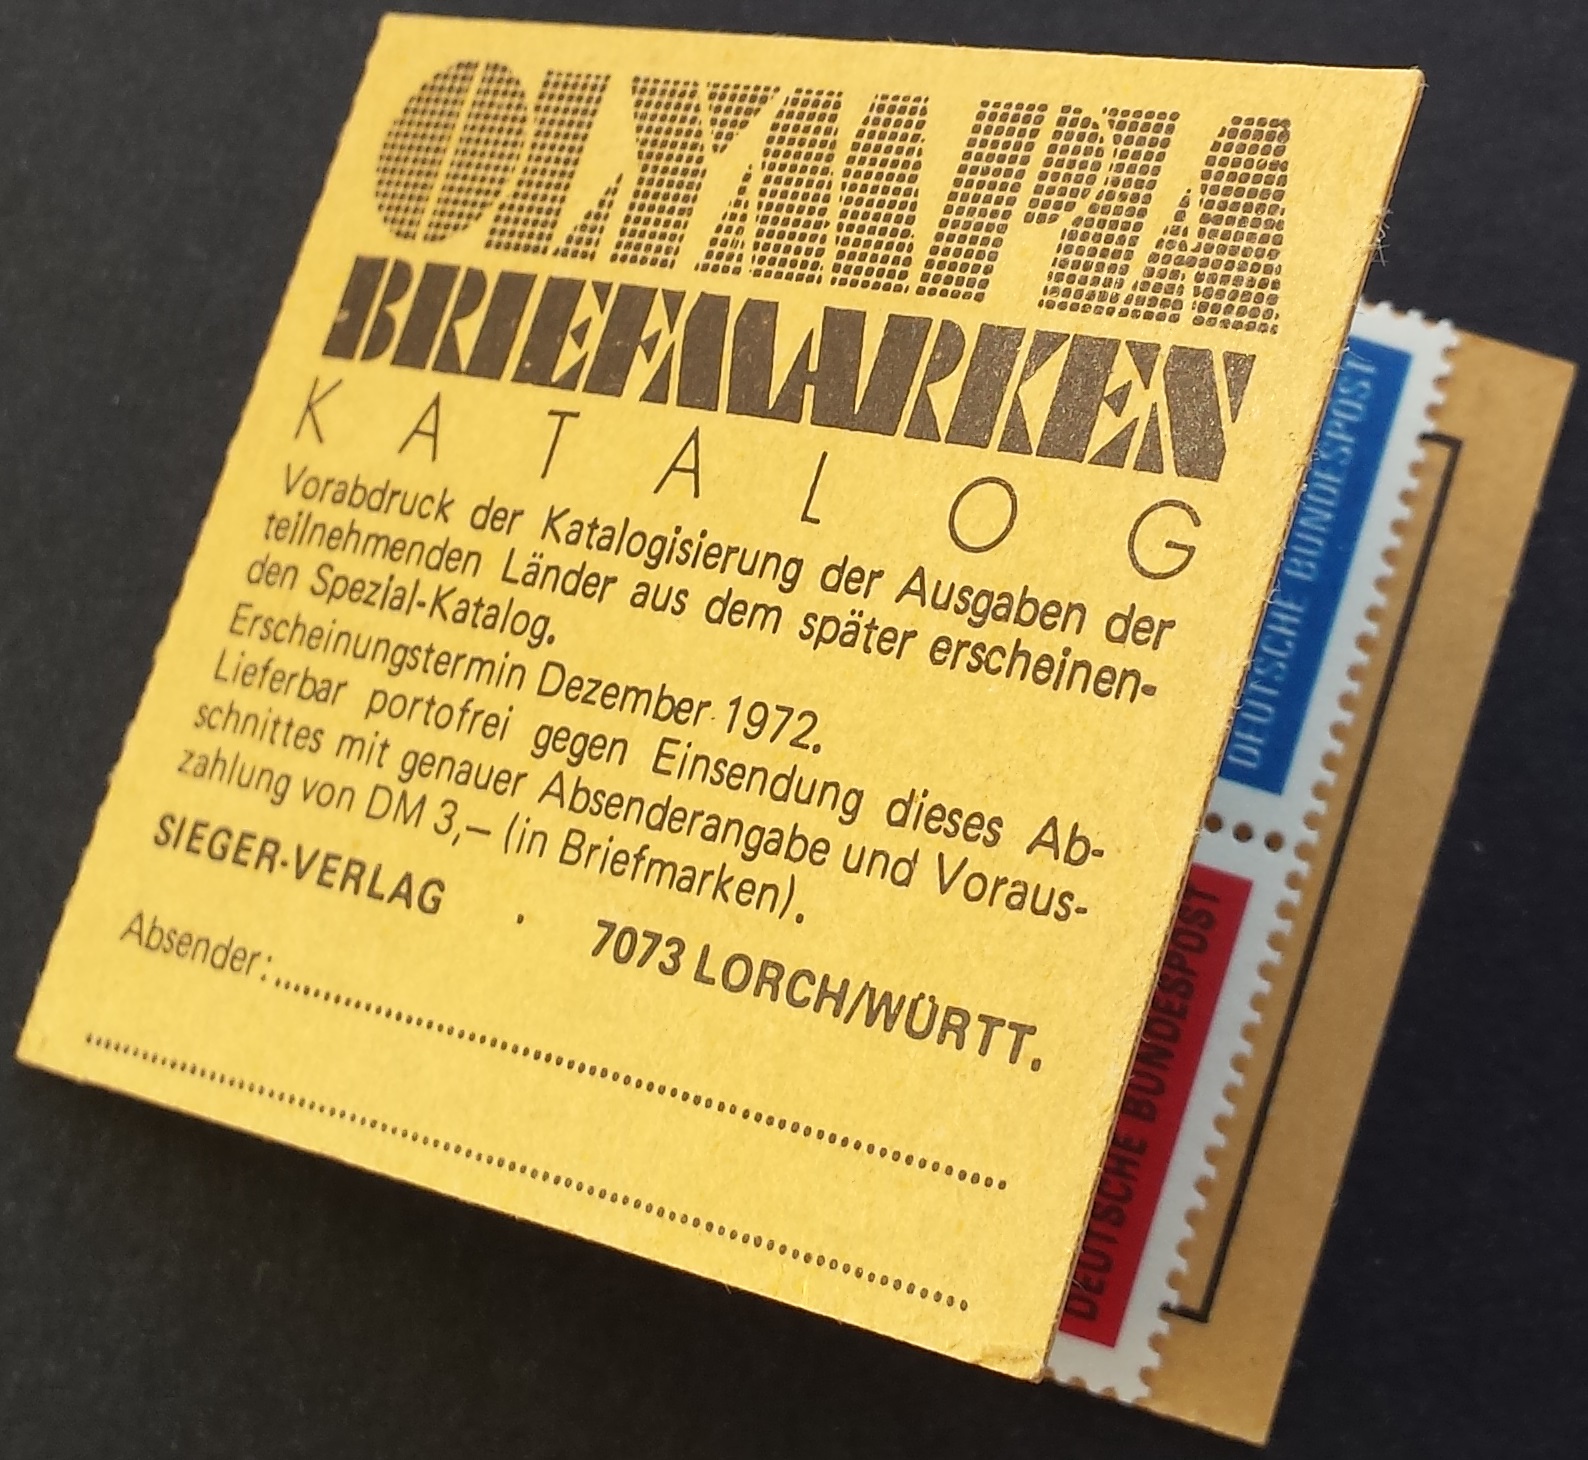 OLYMPIA
BRIEFMARKEN
KATALOG
Vorabdruck der Katalogisierung der Ausgaben der
teilnehmenden Länder aus dem später erscheinen-
den Spezial-Katalog.
Erscheinungstermin Dezember 1972.
Lieferbar portofrei gegen Einsendung dieses Ab-
schnittes mit genauer Absenderangabe und Voraus-
zahlung von DM 3,— (in Briefmarken).
SIEGER-VERLAG · 7073 LORCH/WÜRTT.
Absender:
DEUTSCHE BUNDESPOST
DEUTSCHE BUNDESPOST